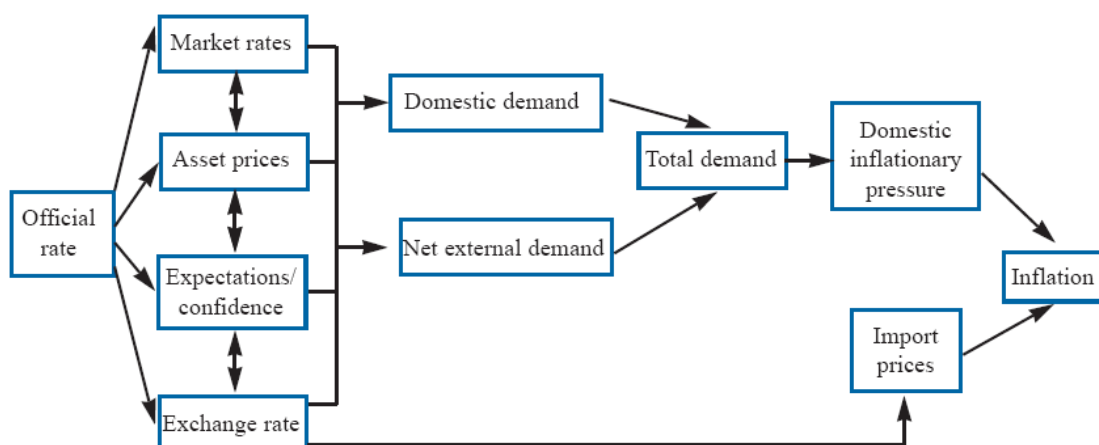 Market rates
Asset prices
Official
rate
Expectations/
confidence
Exchange rate
Domestic demand
Net external demand
Total demand
Domestic
inflationary
pressure
Import
prices
Inflation